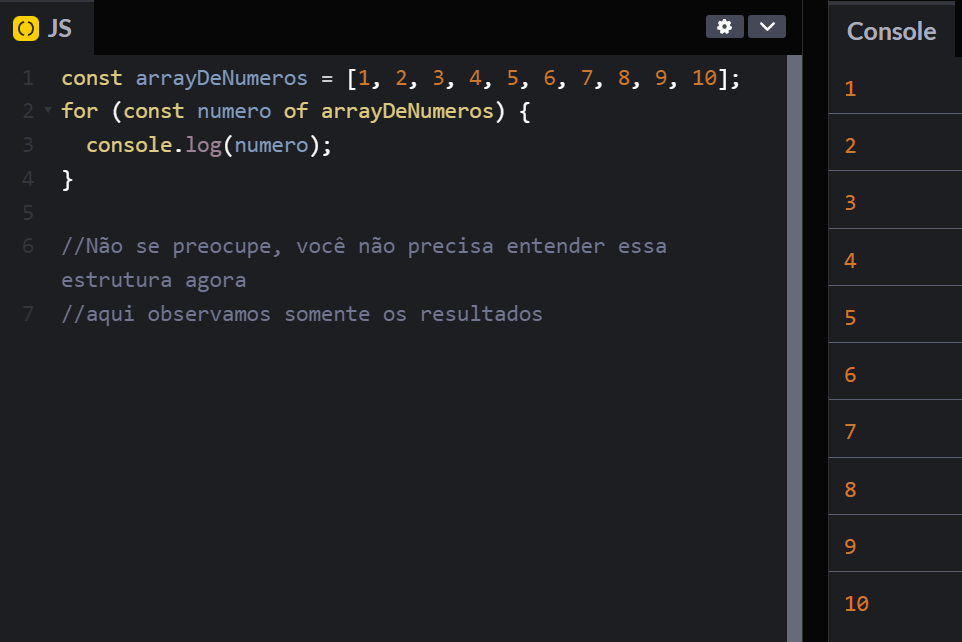 JS
Console
1 const arrayDeNumeros = [1, 2, 3, 4, 5, 6, 7, 8, 9, 10];
2 for (const numero of arrayDeNumeros) {
3 console.log(numero);
4 }
5
6 //Não se preocupe, você não precisa entender essa
estrutura agora
7 //aqui observamos somente os resultados
1
2
3
4
5
6
7
8
9
10